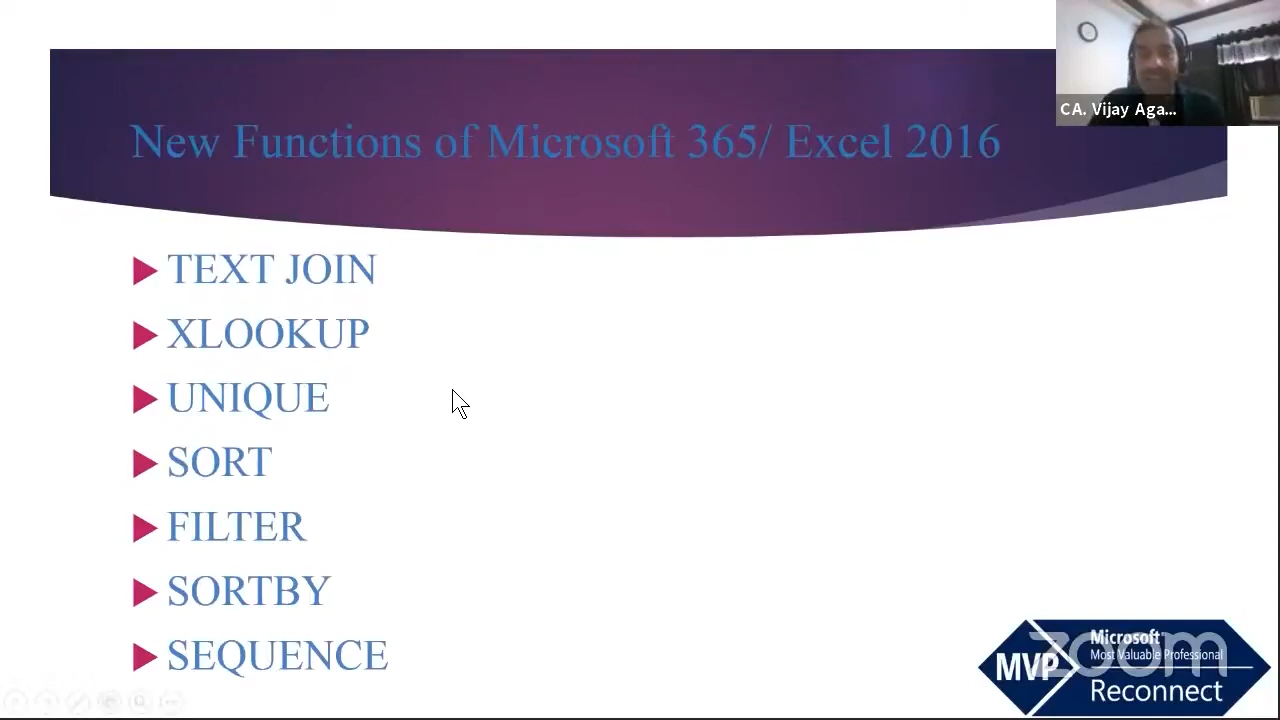 CA. Vijay Aga...
New Functions of Microsoft 365/ Excel 2016
TEXT JOIN
XLOOKUP
UNIQUE
SORT
FILTER
SORTBY
SEQUENCE
Microsoft
Most Valuable Professional
MVP
Reconnect
zoom